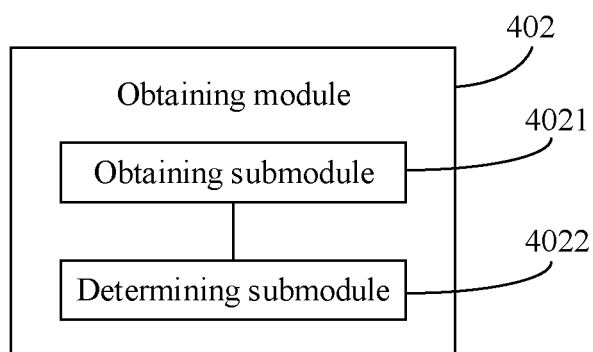 402
Obtaining module
4021
Obtaining submodule
4022
Determining submodule